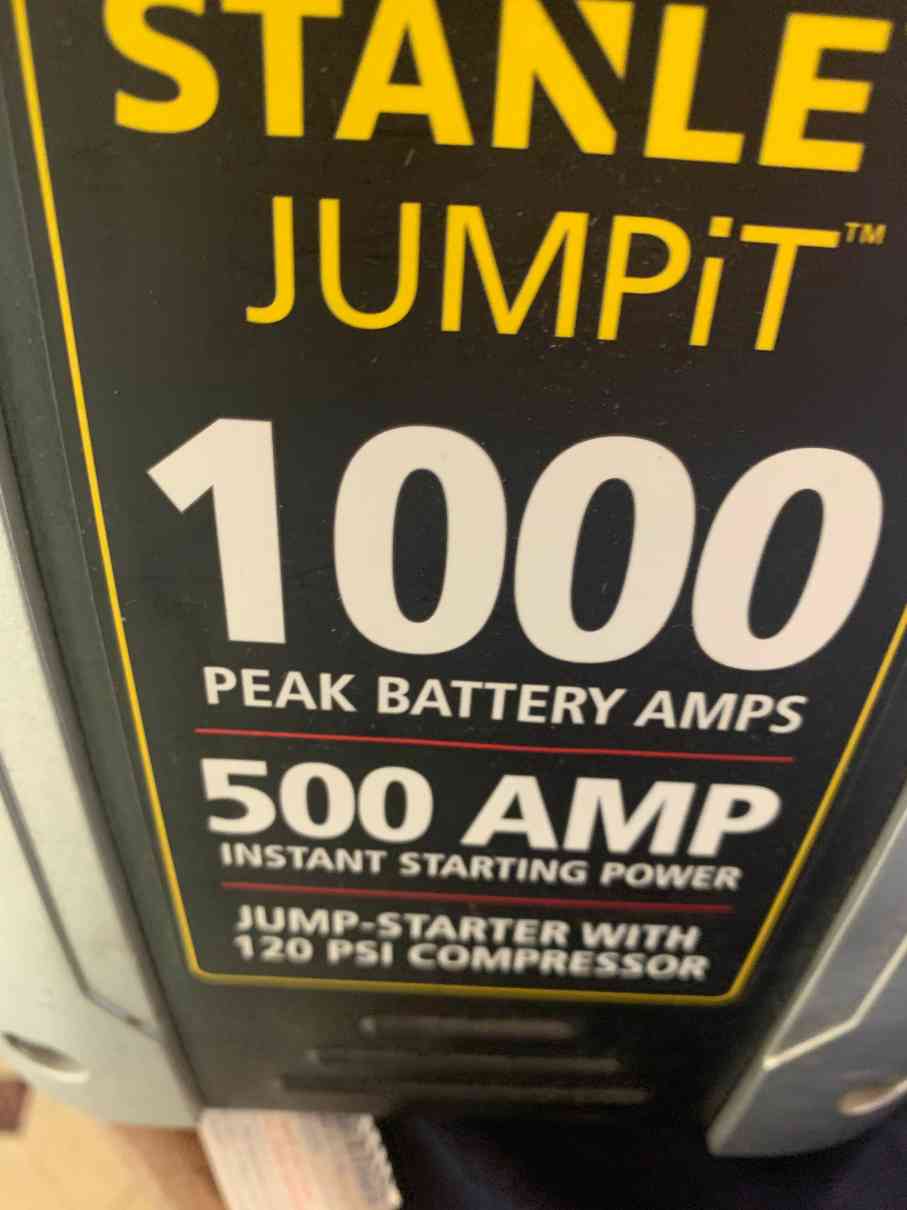 STANLE
JUMPiT™
1000
PEAK BATTERY AMPS
500 AMP
INSTANT STARTING POWER
JUMP-STARTER WITH
120 PSI COMPRESSOR